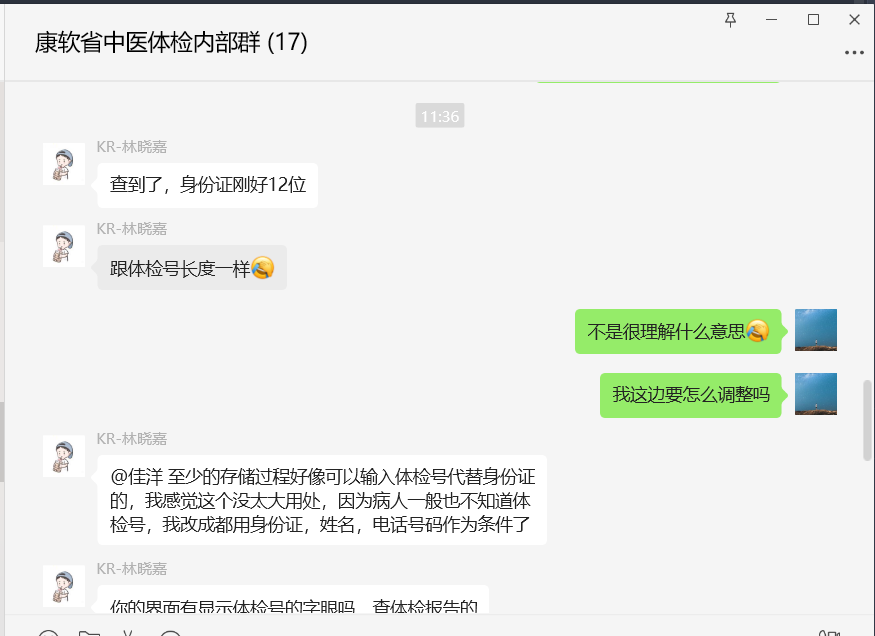 康软省中医体检内部群 (17)
11:36
KR-林晓嘉
查到了，身份证刚好12位
KR-林晓嘉
跟体检号长度一样
不是很理解什么意思
我这边要怎么调整吗
KR-林晓嘉
@佳洋 至少的存储过程好像可以输入体检号代替身份证
的，我感觉这个没太大用处，因为病人一般也不知道体
检号，我改成都用身份证，姓名，电话号码作为条件了
KR-林晓嘉
你的界面有显示体检号的字眼吗，查体检报告的